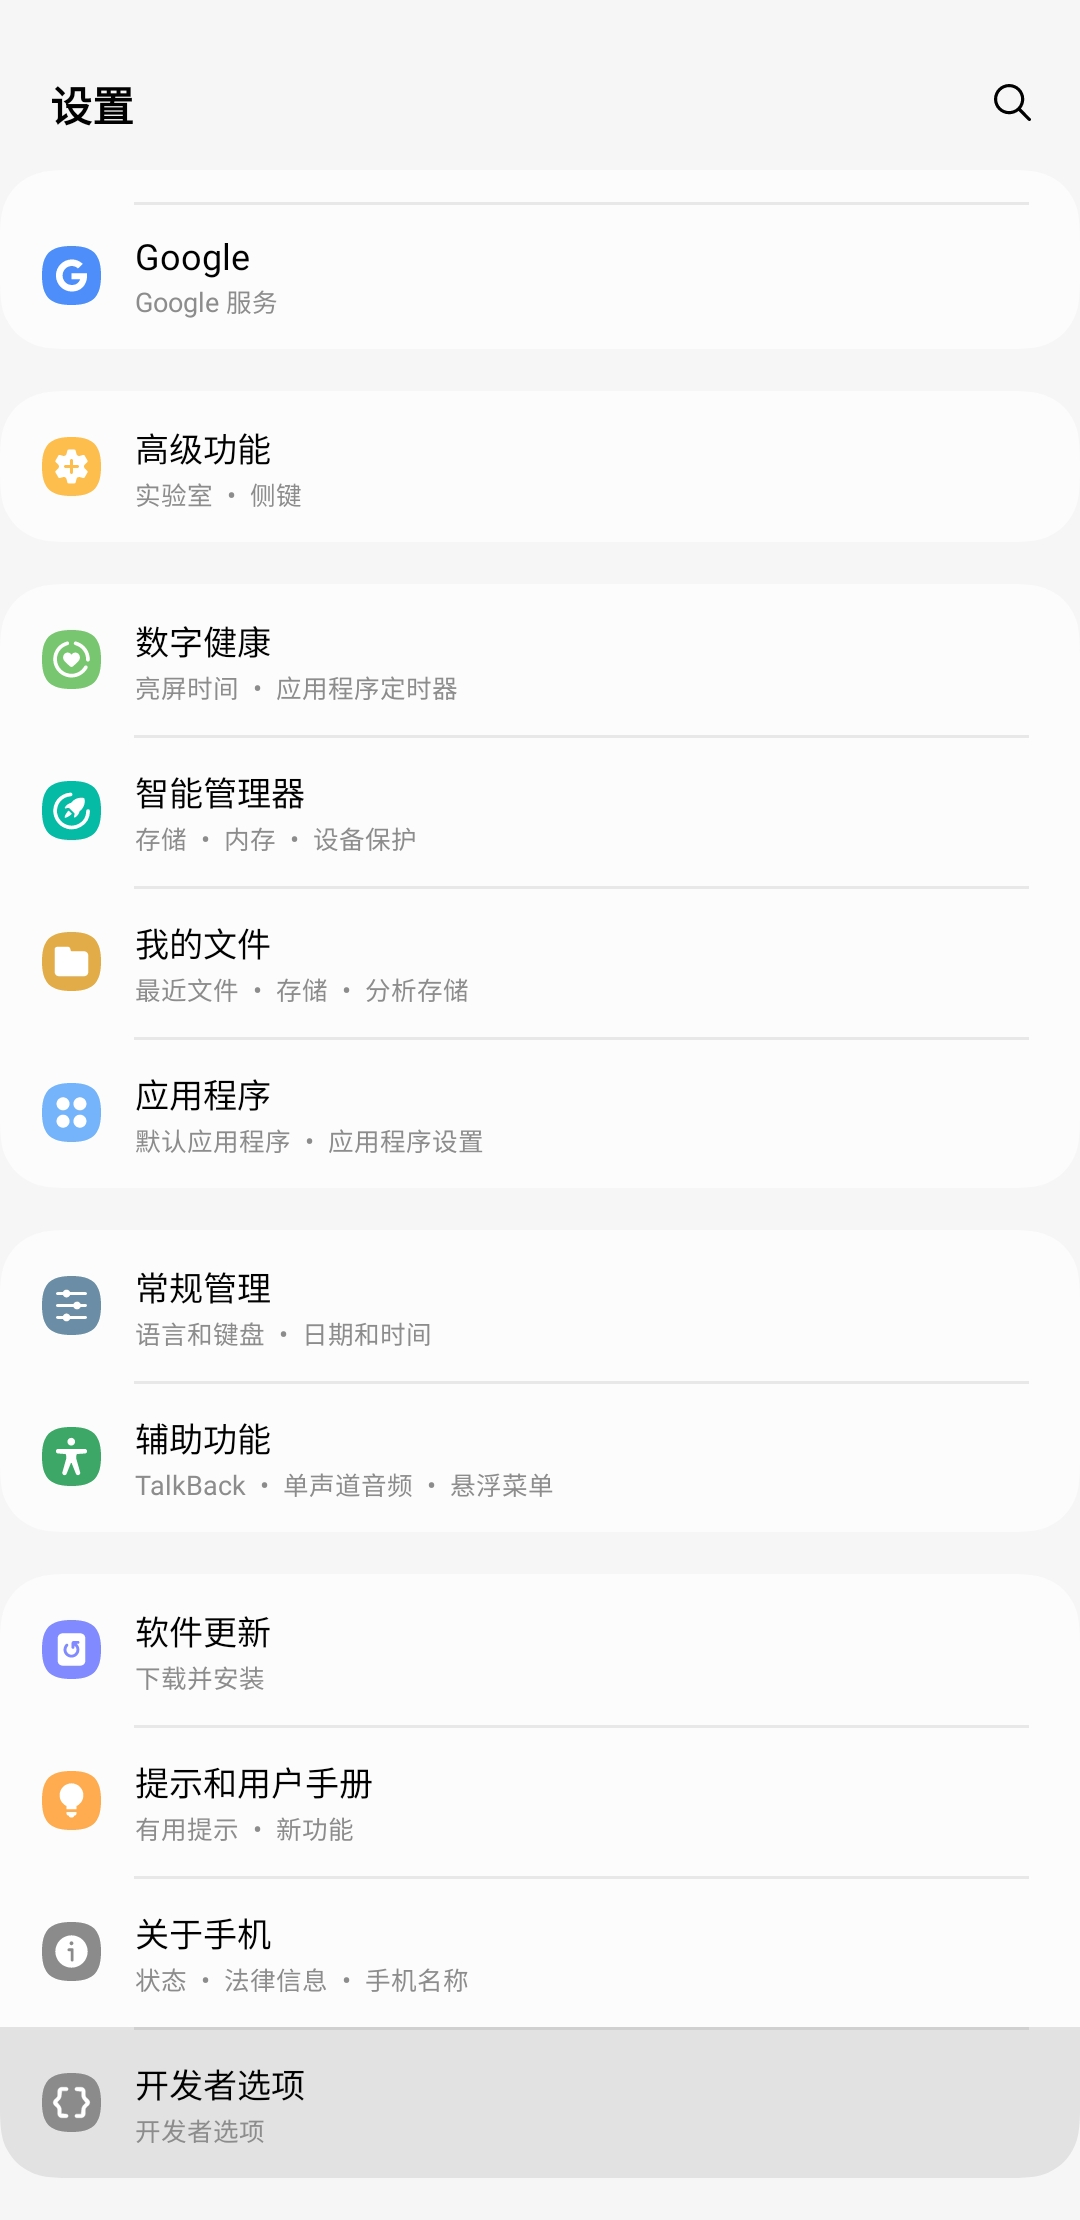 设置
Google
Google 服务
高级功能
实验室 • 侧键
数字健康
亮屏时间 • 应用程序定时器
智能管理器
存储 • 内存 • 设备保护
我的文件
最近文件 • 存储 • 分析存储
应用程序
默认应用程序 • 应用程序设置
常规管理
语言和键盘 • 日期和时间
辅助功能
TalkBack • 单声道音频 • 悬浮菜单
软件更新
下载并安装
提示和用户手册
有用提示 • 新功能
关于手机
状态 • 法律信息 • 手机名称
开发者选项
开发者选项